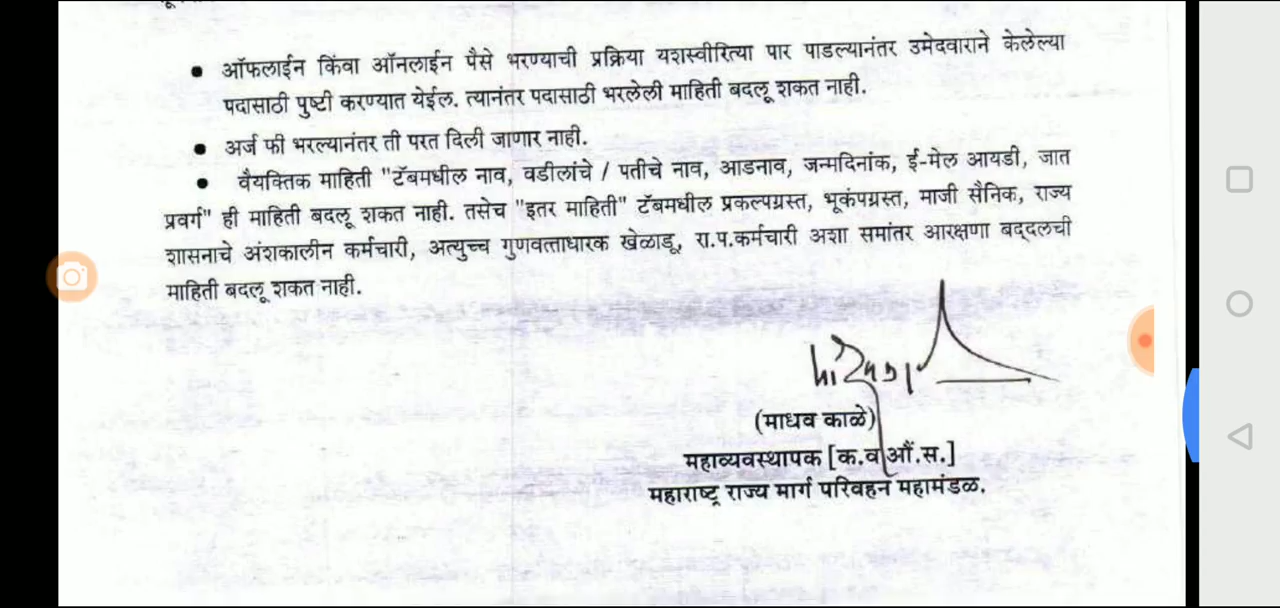 ऑफलाईन किंवा ऑनलाईन पैसे भरण्याची प्रक्रिया यशस्वीरित्या पार पाडल्यानंतर उमेदवाराने केलेल्या
पदासाठी पुष्टी करण्यात येईल. त्यानंतर पदासाठी भरलेली माहिती बदलू शकत नाही.
अर्ज फी भरल्यानंतर ती परत दिली जाणार नाही.
वैयक्तिक माहिती "टॅबमधील नाव, वडीलांचे / पतीचे नाव, आडनाव, जन्मदिनांक, ई-मेल आयडी, जात
प्रवर्ग" ही माहिती बदलू शकत नाही. तसेच "इतर माहिती" टॅबमधील प्रकल्पग्रस्त, भूकंपग्रस्त, माजी सैनिक, राज्य
शासनाचे अंशकालीन कर्मचारी, अत्युच्च गुणवत्ताधारक खेळाडू, रा.प.कर्मचारी अशा समांतर आरक्षणा बद्दलची
माहिती बदलू शकत नाही.
(माधव काळे)
महाव्यवस्थापक [क.व औं.स.]
महाराष्ट्र राज्य मार्ग परिवहन महामंडळ.